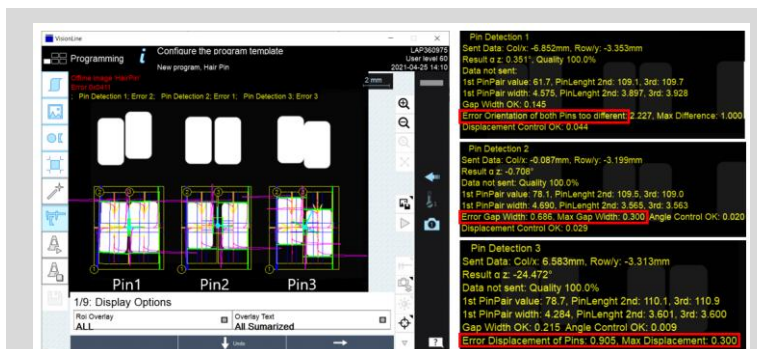 VisionLine
Programming
i
Configure the program template
New program, Hair Pin
LAP360975
User level 60
2021-04-25 14:10
Offline image HairPin
Error 0x0411
2 mm
Pin Detection 1: Error 2; Pin Detection 2: Error 1; Pin Detection 3: Error 3
Pin1 Pin2 Pin3
1/9: Display Options
Roi Overlay
ALL
Overlay Text
All Sumarized
Undo
Pin Detection 1
Sent Data: Col/x: -6.852mm, Row/y: -3.353mm
Result α z: 0.351°, Quality 100.0%
Data not sent:
1st PinPair value: 61.7, PinLenght 2nd: 109.1, 3rd: 109.7
1st PinPair width: 4.575, PinLenght 2nd: 3.897, 3rd: 3.928
Gap Width OK: 0.145
Error Orientation of both Pins too different: 2.227, Max Difference: 1.000
Displacement Control OK: 0.044
Pin Detection 2
Sent Data: Col/x: -0.087mm, Row/y: -3.199mm
Result α z: -0.708°
Data not sent: Quality 100.0%
1st PinPair value: 78.1, PinLenght 2nd: 109.5, 3rd: 109.0
1st PinPair width: 4.690, PinLenght 2nd: 3.565, 3rd: 3.563
Error Gap Width: 0.686, Max Gap Width: 0.300 Angle Control OK: 0.020
Displacement Control OK: 0.029
Pin Detection 3
Sent Data: Col/x: 6.583mm, Row/y: -3.313mm
Result α z: -24.472°
Data not sent: Quality 100.0%
1st PinPair value: 78.7, PinLenght 2nd: 110.1, 3rd: 110.9
1st PinPair width: 4.284, PinLenght 2nd: 3.601, 3rd: 3.600
Gap Width OK: 0.215 Angle Control OK: 0.009
Error Displacement of Pins: 0.905, Max Displacement: 0.300